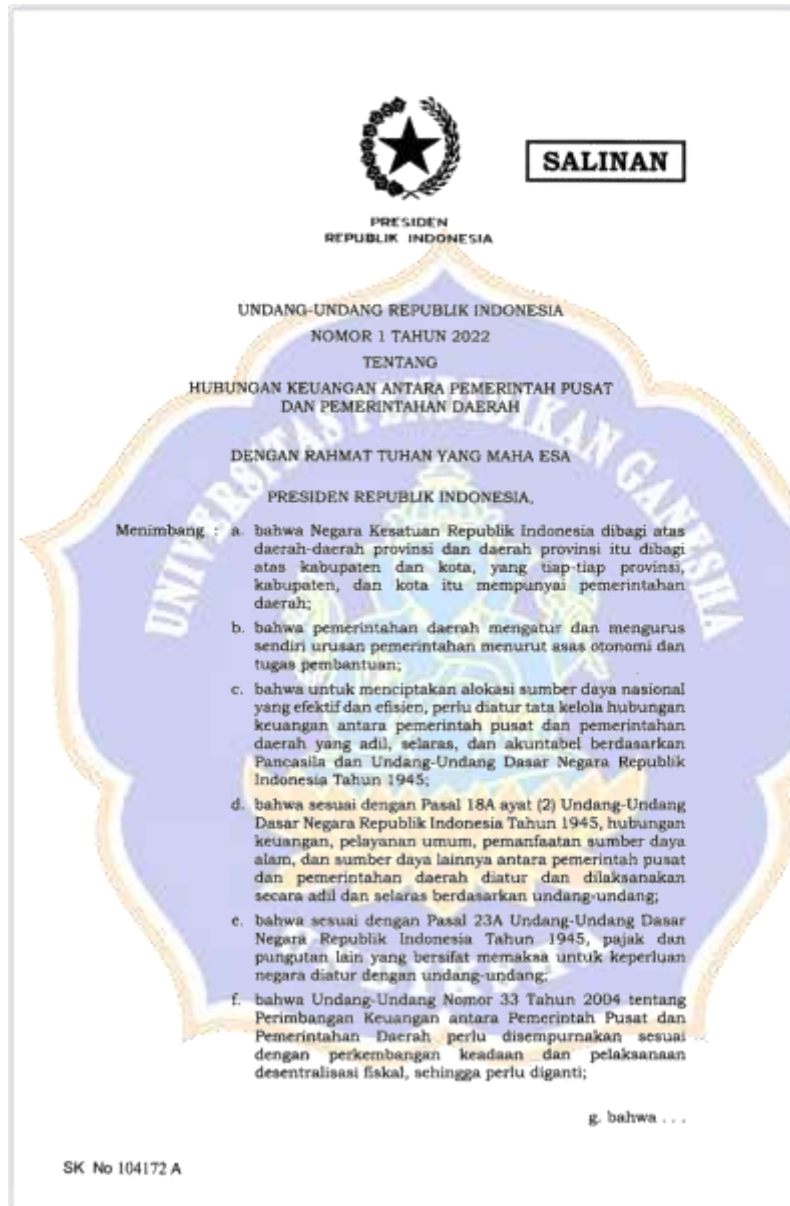 SALINAN
PRESIDEN
REPUBLIK INDONESIA
UNDANG-UNDANG REPUBLIK INDONESIA
NOMOR 1 TAHUN 2022
TENTANG
HUBUNGAN KEUANGAN ANTARA PEMERINTAH PUSAT
DAN PEMERINTAHAN DAERAH
DENGAN RAHMAT TUHAN YANG MAHA ESA
PRESIDEN REPUBLIK INDONESIA,
Menimbang : a. bahwa Negara Kesatuan Republik Indonesia dibagi atas
daerah-daerah provinsi dan daerah provinsi itu dibagi
atas kabupaten dan kota, yang tiap-tiap provinsi,
kabupaten, dan kota itu mempunyai pemerintahan
daerah;
b. bahwa pemerintahan daerah mengatur dan mengurus
sendiri urusan pemerintahan menurut asas otonomi dan
tugas pembantuan;
c. bahwa untuk menciptakan alokasi sumber daya nasional
yang efektif dan efisien, perlu diatur tata kelola hubungan
keuangan antara pemerintah pusat dan pemerintahan
daerah yang adil, selaras, dan akuntabel berdasarkan
Pancasila dan Undang-Undang Dasar Negara Republik
Indonesia Tahun 1945;
d. bahwa sesuai dengan Pasal 18A ayat (2) Undang-Undang
Dasar Negara Republik Indonesia Tahun 1945, hubungan
keuangan, pelayanan umum, pemanfaatan sumber daya
alam, dan sumber daya lainnya antara pemerintah pusat
dan pemerintahan daerah diatur dan dilaksanakan
secara adil dan selaras berdasarkan undang-undang;
e. bahwa sesuai dengan Pasal 23A Undang-Undang Dasar
Negara Republik Indonesia Tahun 1945, pajak dan
pungutan lain yang bersifat memaksa untuk keperluan
negara diatur dengan undang-undang;
f. bahwa Undang-Undang Nomor 33 Tahun 2004 tentang
Perimbangan Keuangan antara Pemerintah Pusat dan
Pemerintahan Daerah perlu disempurnakan sesuai
dengan perkembangan keadaan dan pelaksanaan
desentralisasi fiskal, sehingga perlu diganti;
g. bahwa . . .
SK No 104172 A
UNIVERSITAS PENDIDIKAN GANESHA